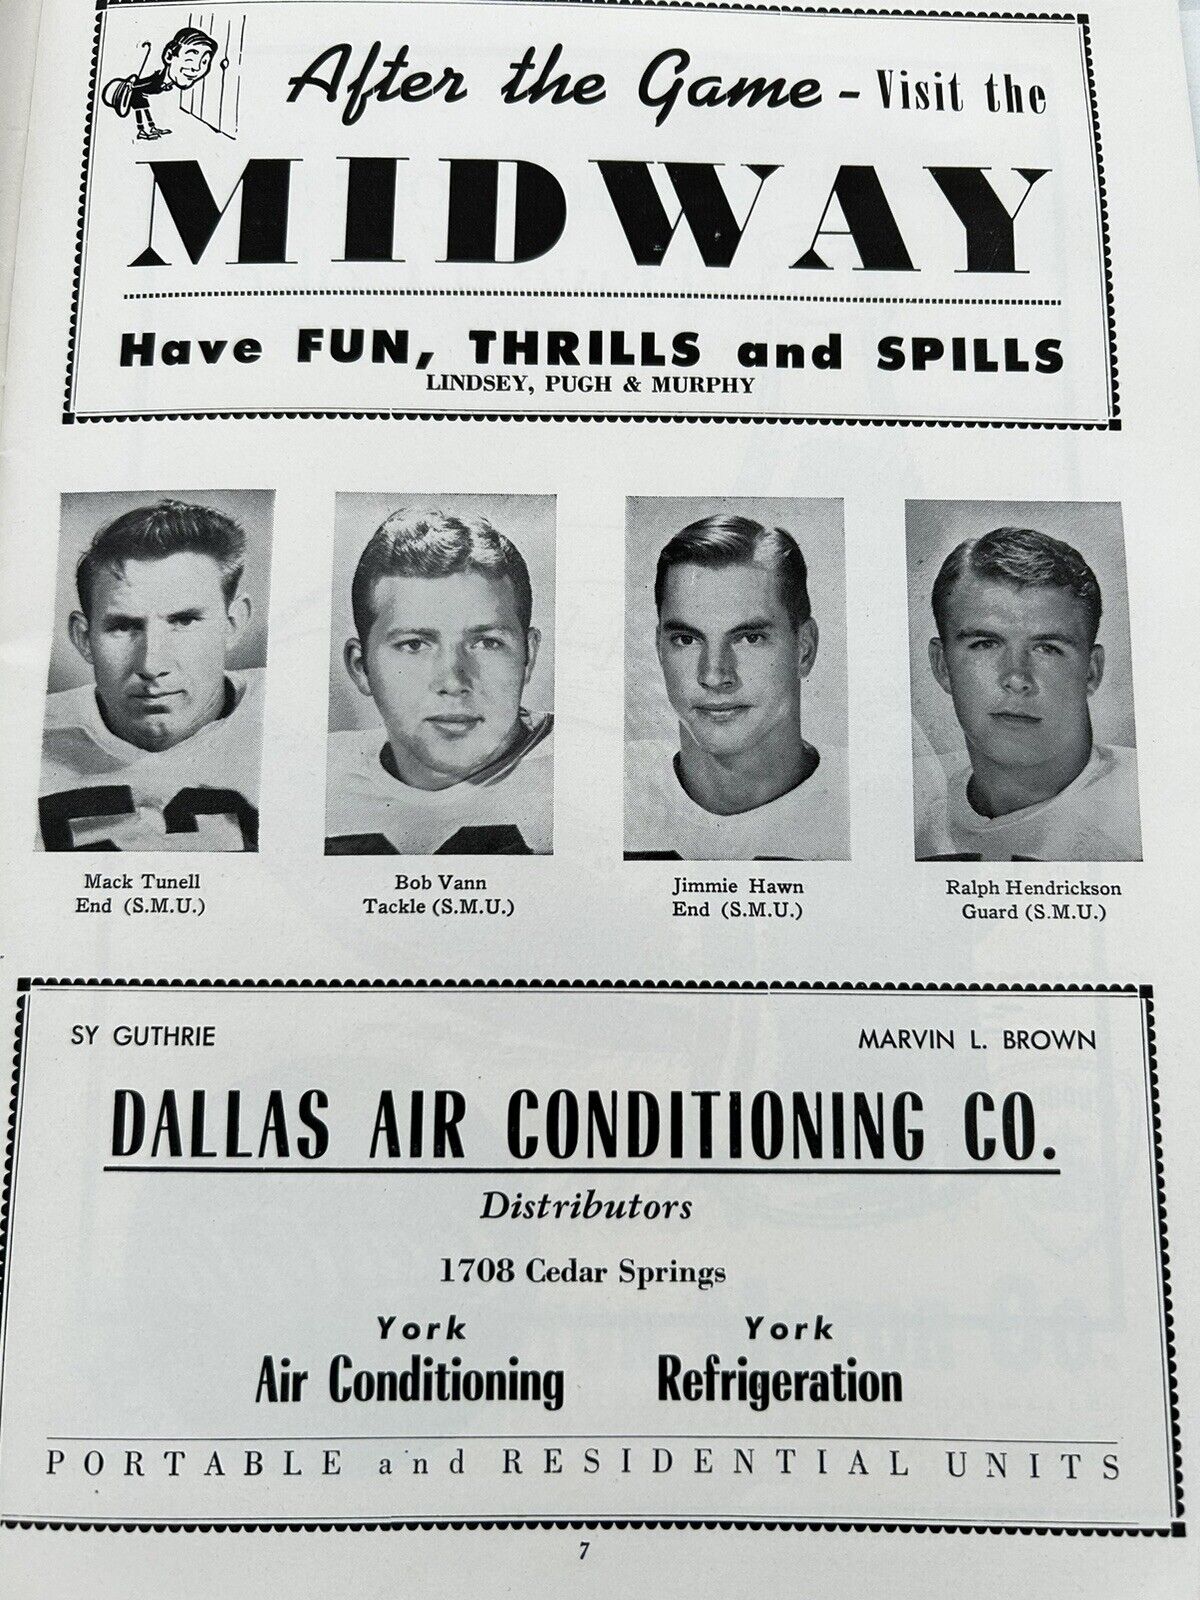 After the Game - Visit the
MIDWAY
Have FUN, THRILLS and SPILLS
LINDSEY, PUGH & MURPHY
Mack Tunell
End (S.M.U.)
Bob Vann
Tackle (S.M.U.)
Jimmie Hawn
End (S.M.U.)
Ralph Hendrickson
Guard (S.M.U.)
SY GUTHRIE
MARVIN L. BROWN
DALLAS AIR CONDITIONING CO.
Distributors
1708 Cedar Springs
York
Air Conditioning
York
Refrigeration
PORTABLE and RESIDENTIAL UNITS
7